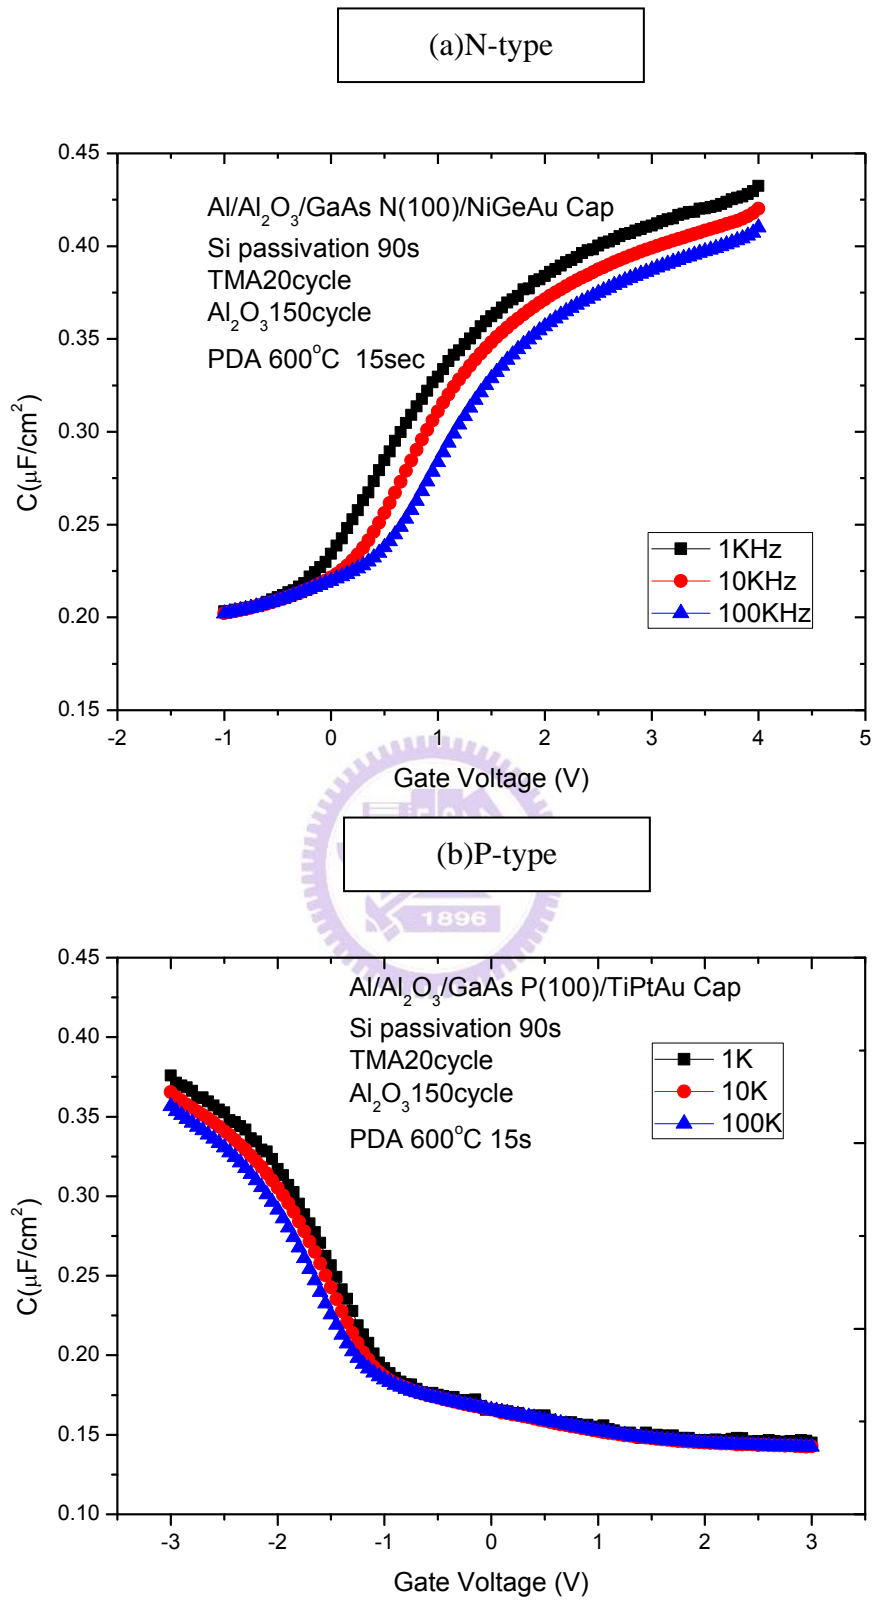 (a)N-type
0.45
0.40
0.35
0.30
0.25
0.20
0.15
C(μF/cm²)
Al/Al₂O₃/GaAs N(100)/NiGeAu Cap
Si passivation 90s
TMA20cycle
Al₂O₃150cycle
PDA 600°C 15sec
1KHz
10KHz
100KHz
-2 -1 0 1 2 3 4 5
Gate Voltage (V)
(b)P-type
1896
0.45
0.40
0.35
0.30
0.25
0.20
0.15
0.10
C(μF/cm²)
Al/Al₂O₃/GaAs P(100)/TiPtAu Cap
Si passivation 90s
TMA20cycle
Al₂O₃150cycle
PDA 600°C 15s
1K
10K
100K
-3 -2 -1 0 1 2 3
Gate Voltage (V)